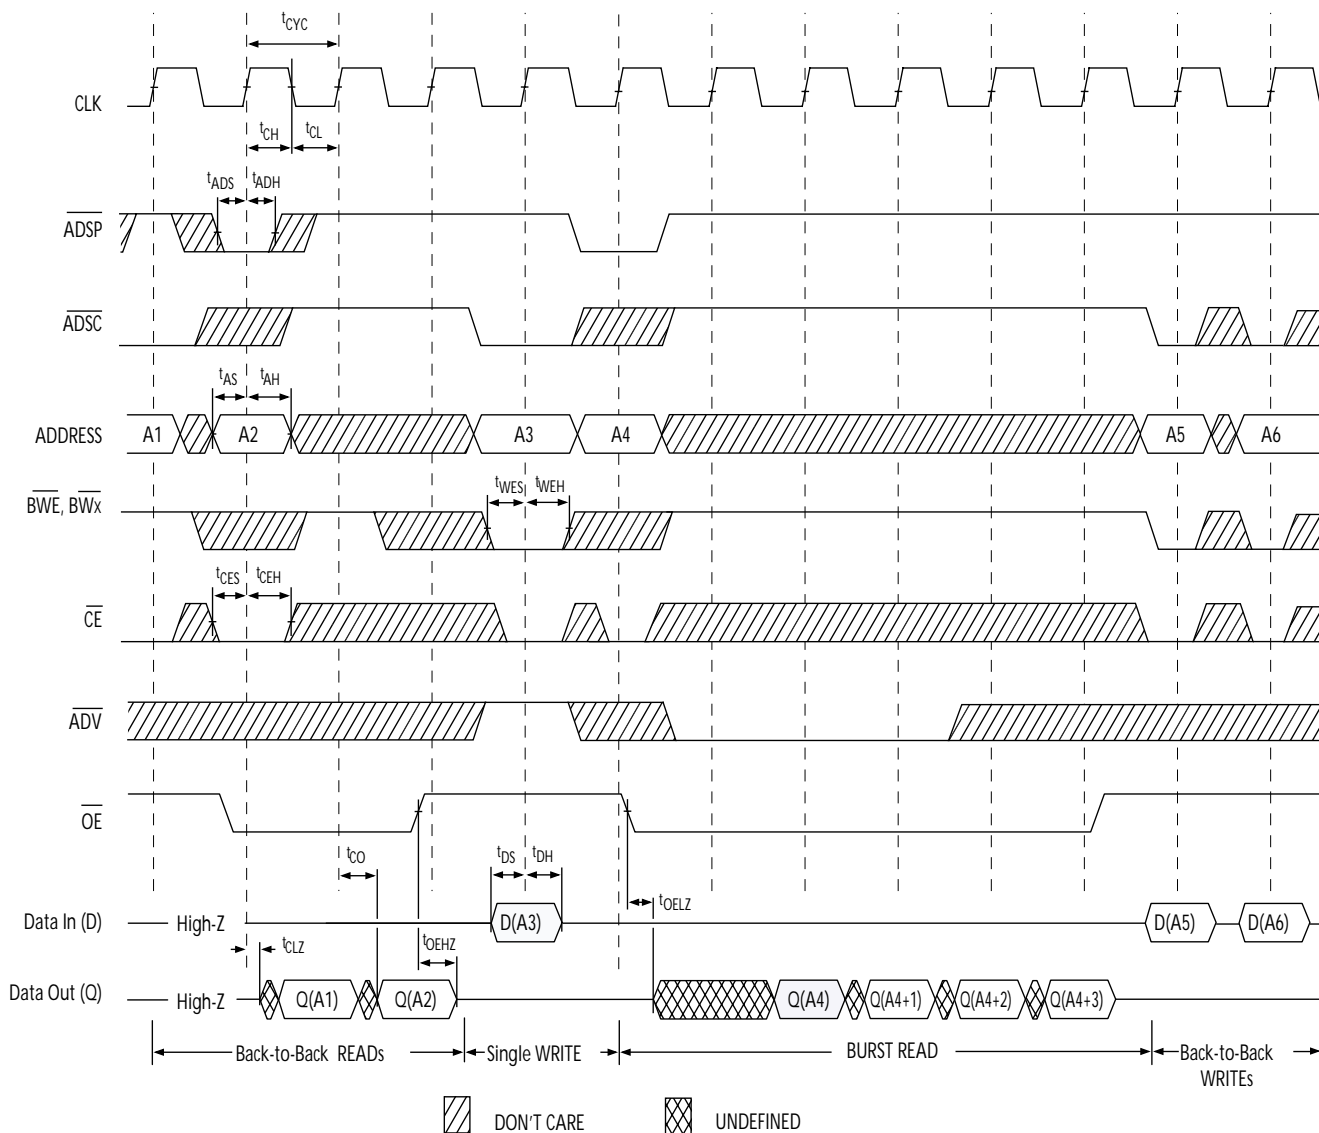 tCYC
CLK
tCH tCL
tADS tADH
ADSP
ADSC
tAS tAH
ADDRESS A1 A2 A3 A4 A5 A6
tWES tWEH
BWE, BWx
tCES tCEH
CE
ADV
OE
tCO tDS tDH
tOELZ
Data In (D) High-Z D(A3) D(A5) D(A6)
tCLZ tOEHZ
Data Out (Q) High-Z Q(A1) Q(A2) Q(A4) Q(A4+1) Q(A4+2) Q(A4+3)
Back-to-Back READs Single WRITE BURST READ Back-to-Back
WRITEs
DON'T CARE UNDEFINED